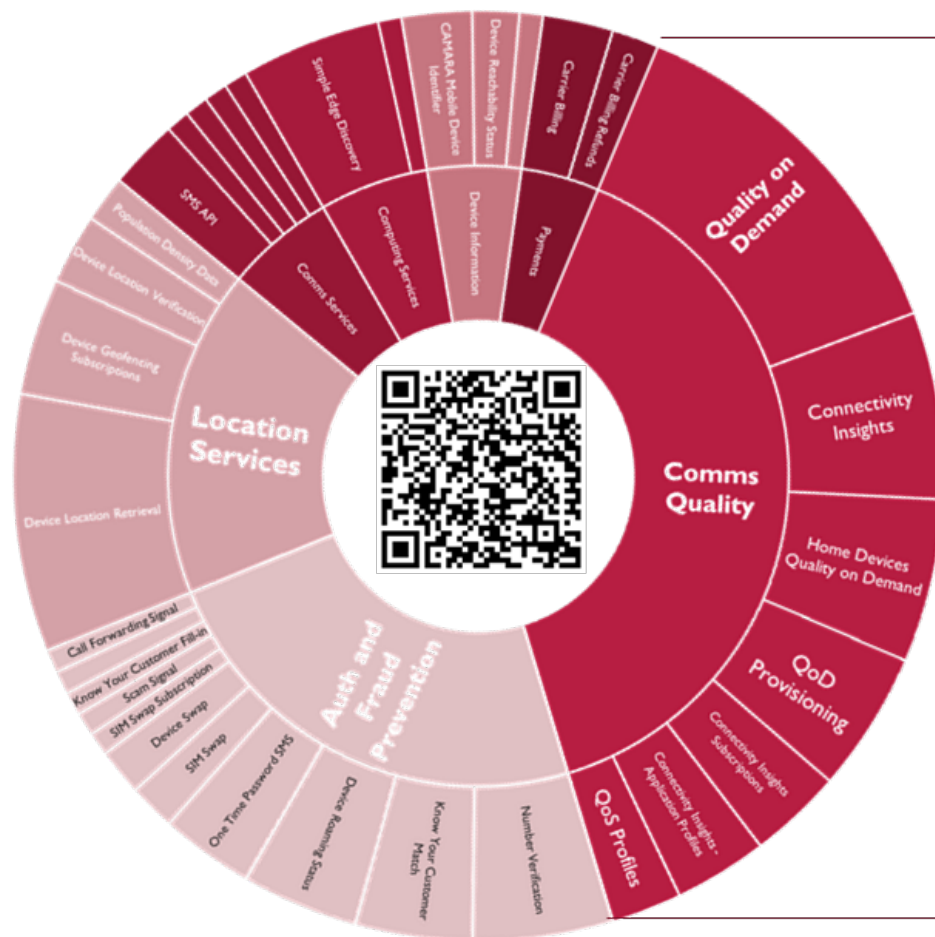 Comms
Quality
Quality on
Demand
Connectivity
Insights
Home Devices
Quality on Demand
QoD
Provisioning
Connectivity Insights
Subscriptions
Connectivity Insights -
Application Profiles
QoS Profiles
Auth and
Fraud
Prevention
Number Verification
Know Your Customer
Match
Device Roaming Status
One Time Password SMS
SIM Swap
Device Swap
SIM Swap Subscription
Scam Signal
Know Your Customer Fill-in
Call Forwarding Signal
Location
Services
Device Location Retrieval
Device Geofencing
Subscriptions
Device Location Verification
Population Density Data
Comms Services
SMS API
Computing Services
Simple Edge Discovery
Device Information
CAMARA Mobile Device
Identifier
Device Reachability Status
Payments
Carrier Billing
Carrier Billing Refunds